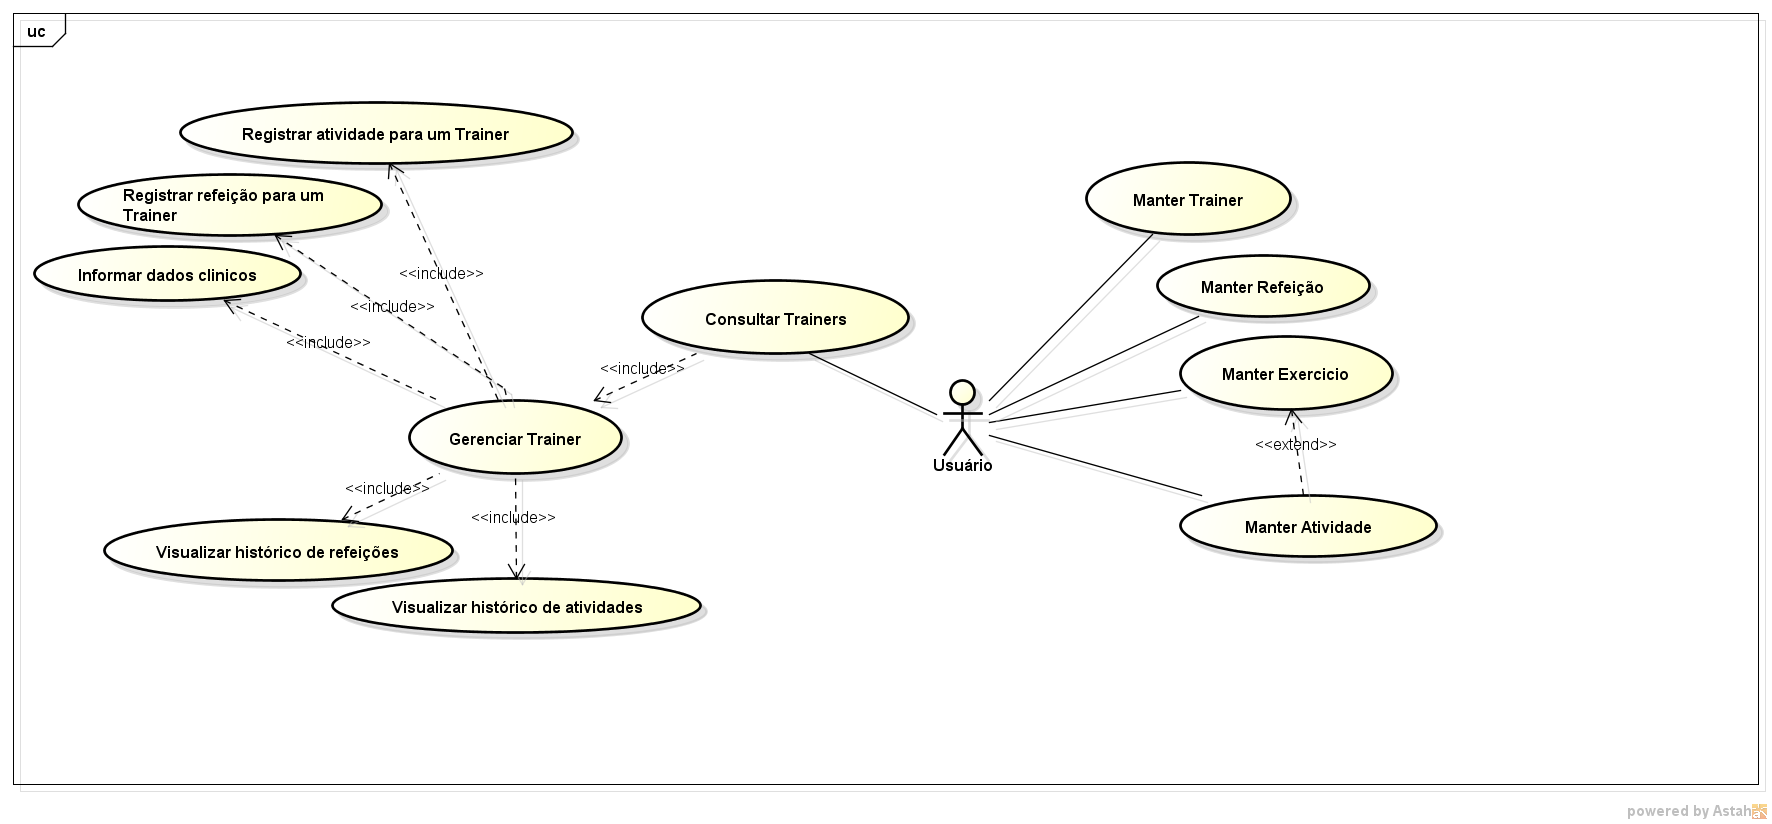 uc
Registrar atividade para um Trainer
Registrar refeição para um
Trainer
Informar dados clinicos
<<include>>
<<include>>
<<include>>
Consultar Trainers
<<include>>
Gerenciar Trainer
<<include>>
<<include>>
Visualizar histórico de refeições
Visualizar histórico de atividades
Usuário
Manter Trainer
Manter Refeição
Manter Exercicio
<<extend>>
Manter Atividade
powered by Astah